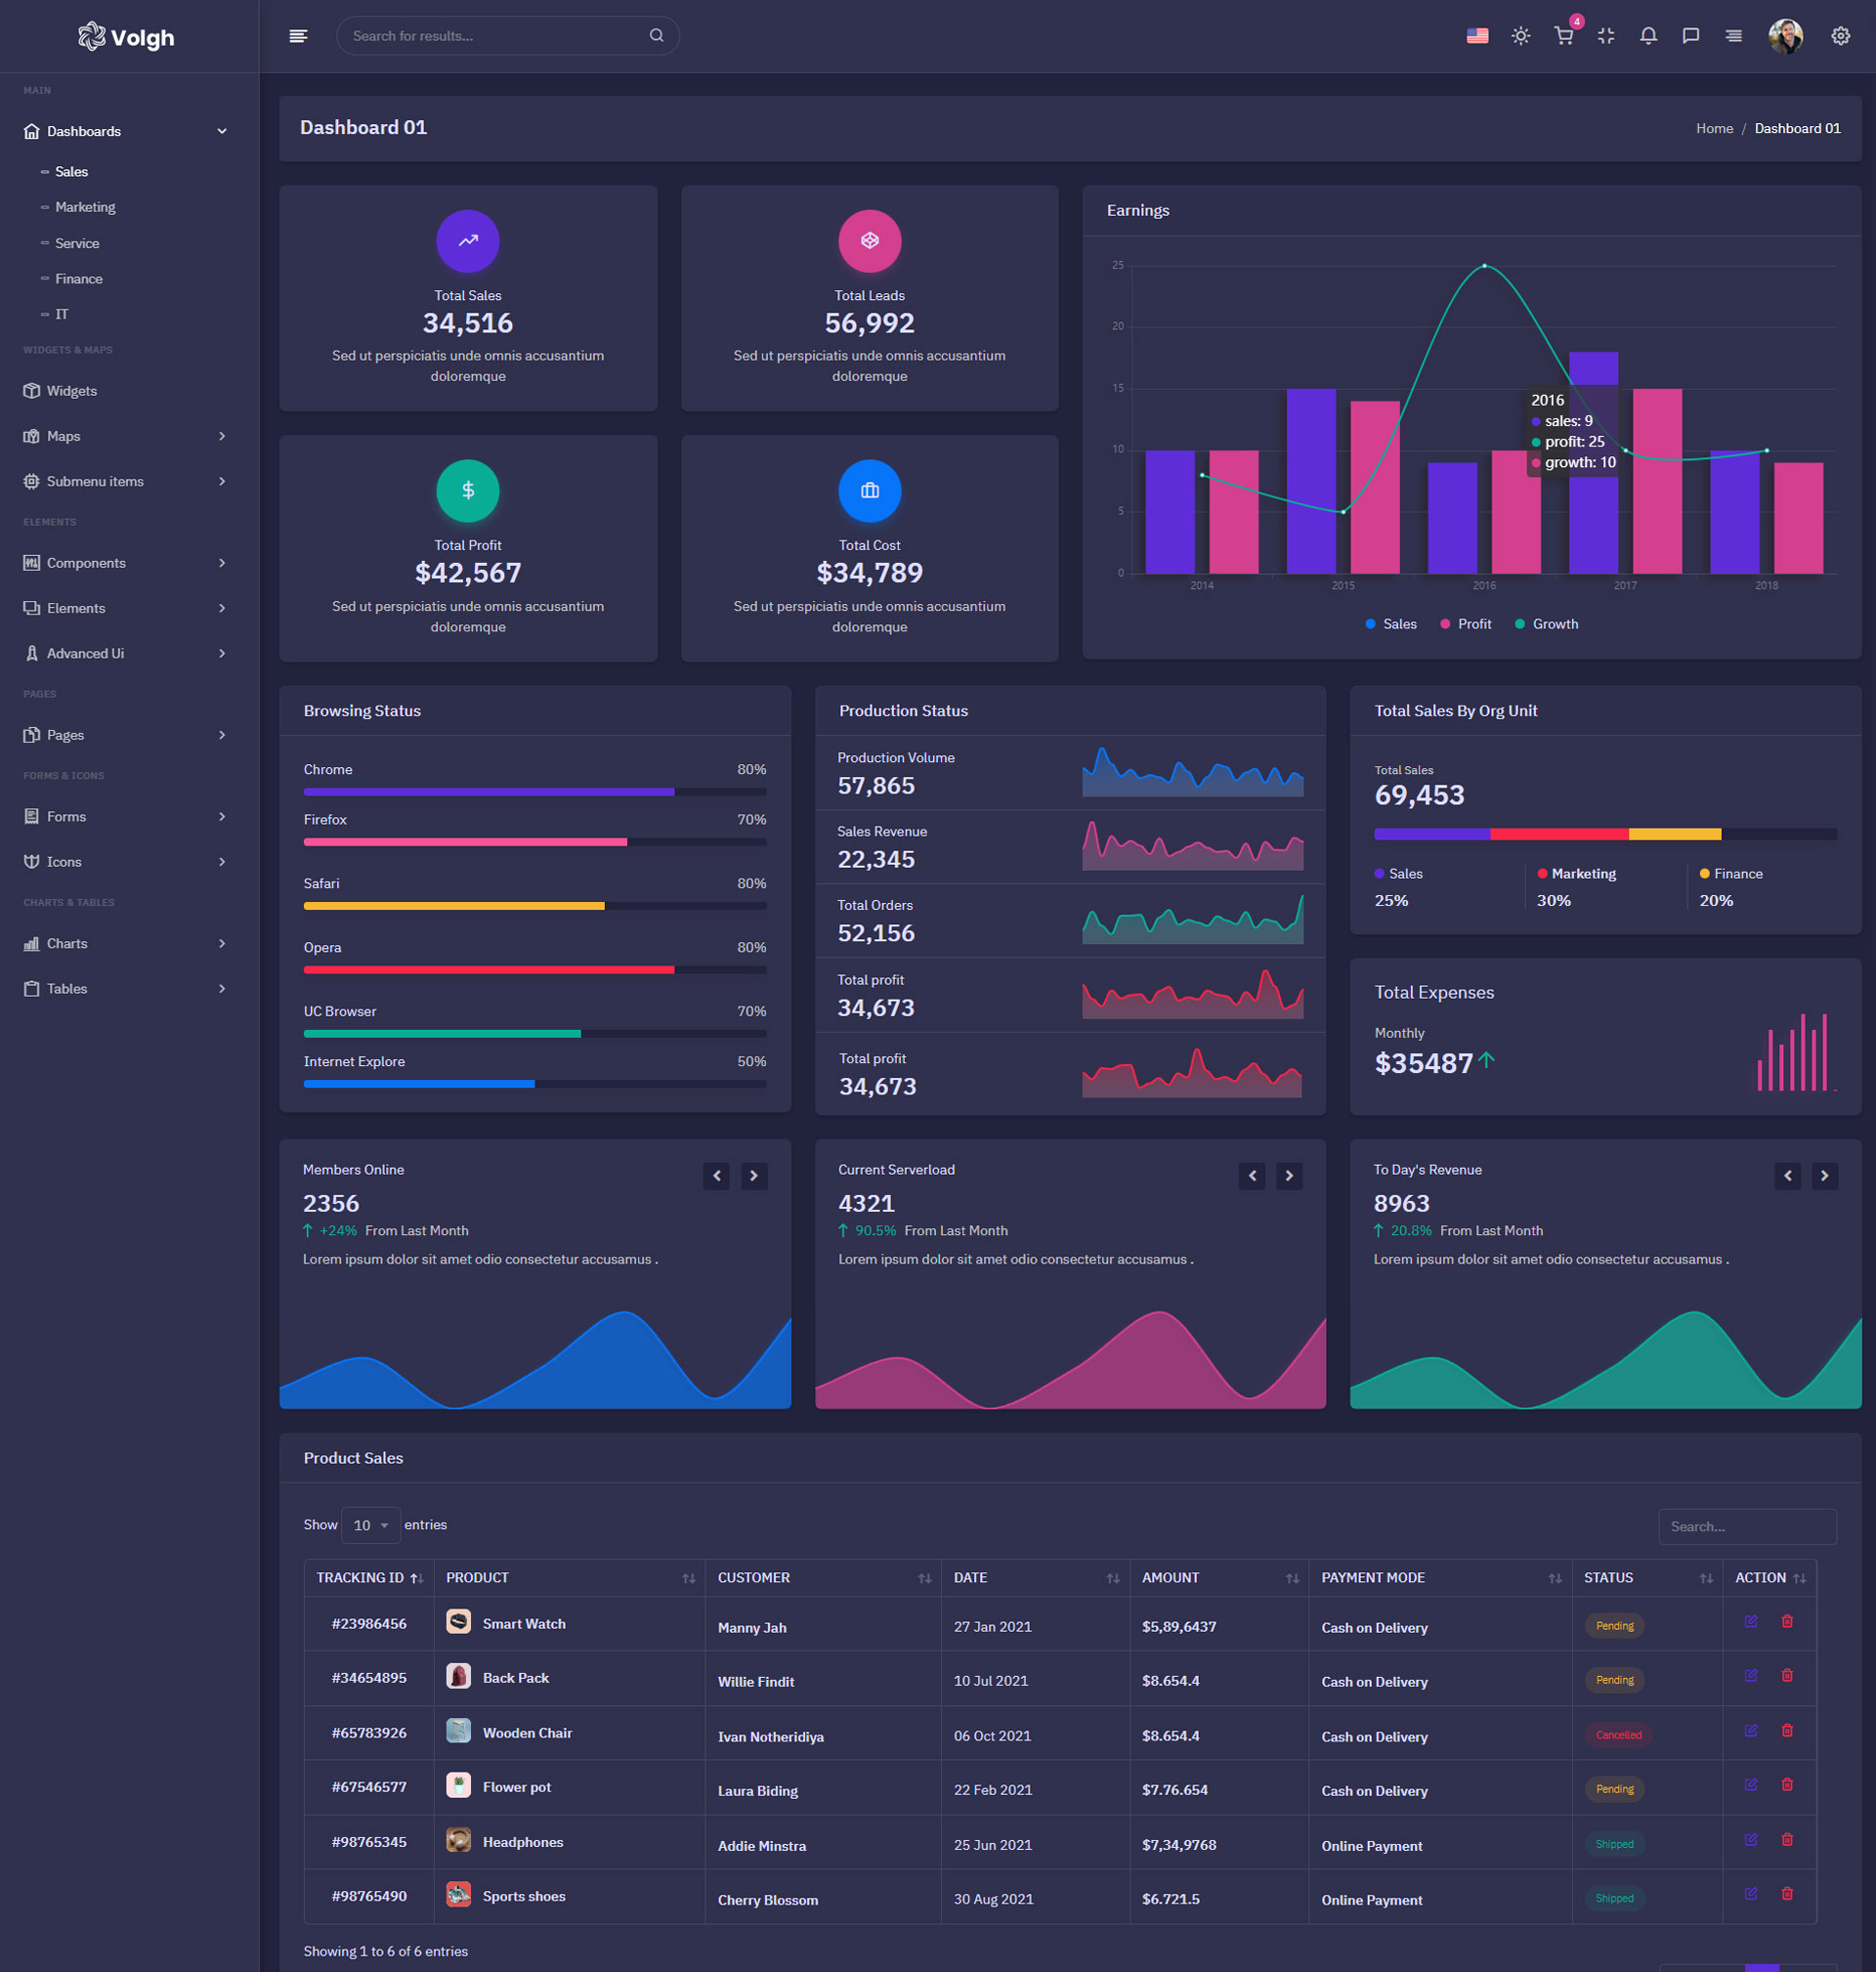 Volgh
Search for results...
4
MAIN
Dashboards
Sales
Marketing
Service
Finance
IT
WIDGETS & MAPS
Widgets
Maps
Submenu items
ELEMENTS
Components
Elements
Advanced Ui
PAGES
Pages
FORMS & ICONS
Forms
Icons
CHARTS & TABLES
Charts
Tables
Dashboard 01
Home / Dashboard 01
Total Sales
34,516
Sed ut perspiciatis unde omnis accusantium
doloremque
Total Leads
56,992
Sed ut perspiciatis unde omnis accusantium
doloremque
Total Profit
$42,567
Sed ut perspiciatis unde omnis accusantium
doloremque
Total Cost
$34,789
Sed ut perspiciatis unde omnis accusantium
doloremque
Earnings
25
20
15
10
5
0
2016
sales: 9
profit: 25
growth: 10
2014 2015 2016 2017 2018
Sales Profit Growth
Browsing Status
Chrome 80%
Firefox 70%
Safari 80%
Opera 80%
UC Browser 70%
Internet Explore 50%
Production Status
Production Volume
57,865
Sales Revenue
22,345
Total Orders
52,156
Total profit
34,673
Total profit
34,673
Total Sales By Org Unit
Total Sales
69,453
Sales Marketing Finance
25% 30% 20%
Total Expenses
Monthly
$35487
Members Online
2356
+24% From Last Month
Lorem ipsum dolor sit amet odio consectetur accusamus .
Current Serverload
4321
90.5% From Last Month
Lorem ipsum dolor sit amet odio consectetur accusamus .
To Day's Revenue
8963
20.8% From Last Month
Lorem ipsum dolor sit amet odio consectetur accusamus .
Product Sales
Show 10 entries
Search...
TRACKING ID PRODUCT CUSTOMER DATE AMOUNT PAYMENT MODE STATUS ACTION
#23986456 Smart Watch Manny Jah 27 Jan 2021 $5,89,6437 Cash on Delivery Pending
#34654895 Back Pack Willie Findit 10 Jul 2021 $8.654.4 Cash on Delivery Pending
#65783926 Wooden Chair Ivan Notheridiya 06 Oct 2021 $8.654.4 Cash on Delivery Cancelled
#67546577 Flower pot Laura Biding 22 Feb 2021 $7.76.654 Cash on Delivery Pending
#98765345 Headphones Addie Minstra 25 Jun 2021 $7,34,9768 Online Payment Shipped
#98765490 Sports shoes Cherry Blossom 30 Aug 2021 $6.721.5 Online Payment Shipped
Showing 1 to 6 of 6 entries